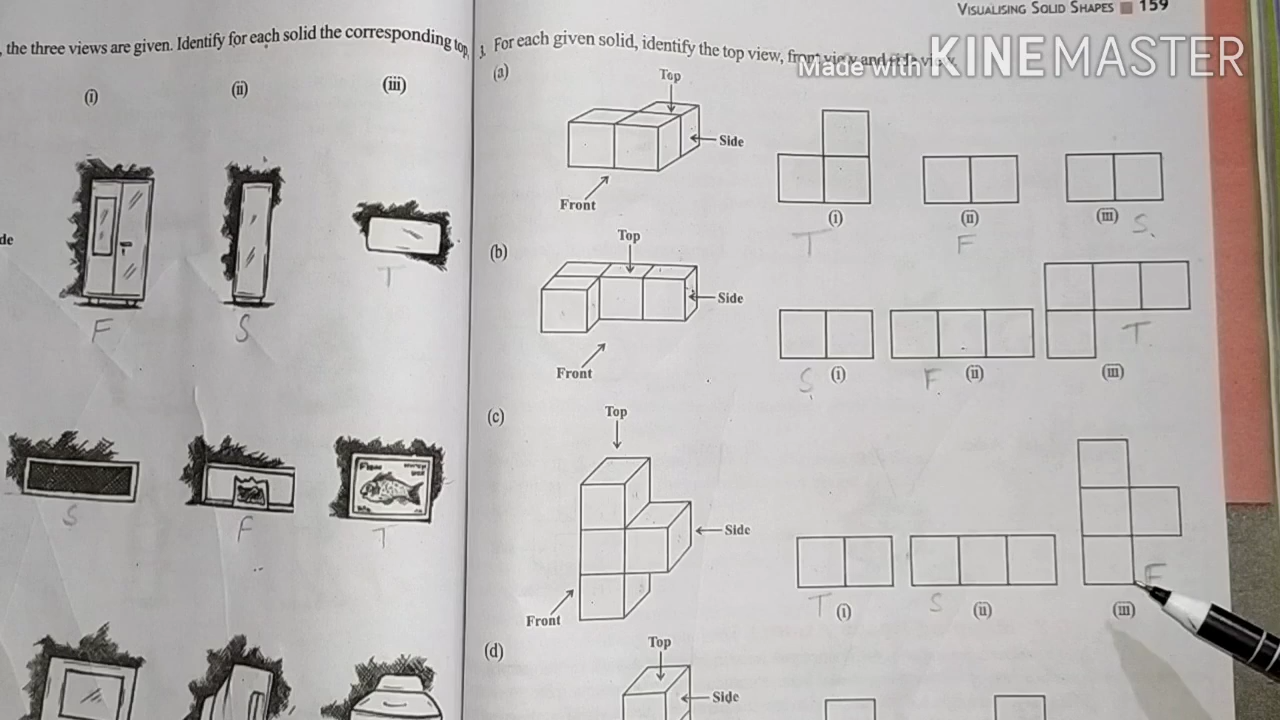 VISUALISING SOLID SHAPES 159
, the three views are given. Identify for each solid the corresponding top,
(i)
(ii)
(iii)
de
F
S
T
S
F
T
3. For each given solid, identify the top view, front view and side view.
Made with KINEMASTER
(a)
Top
Side
Front
(i)
(ii)
(iii)
T
F
S
(b)
Top
Side
Front
(i)
(ii)
(iii)
S
F
T
(c)
Top
Side
Front
(i)
(ii)
(iii)
T
S
F
(d)
Top
Side